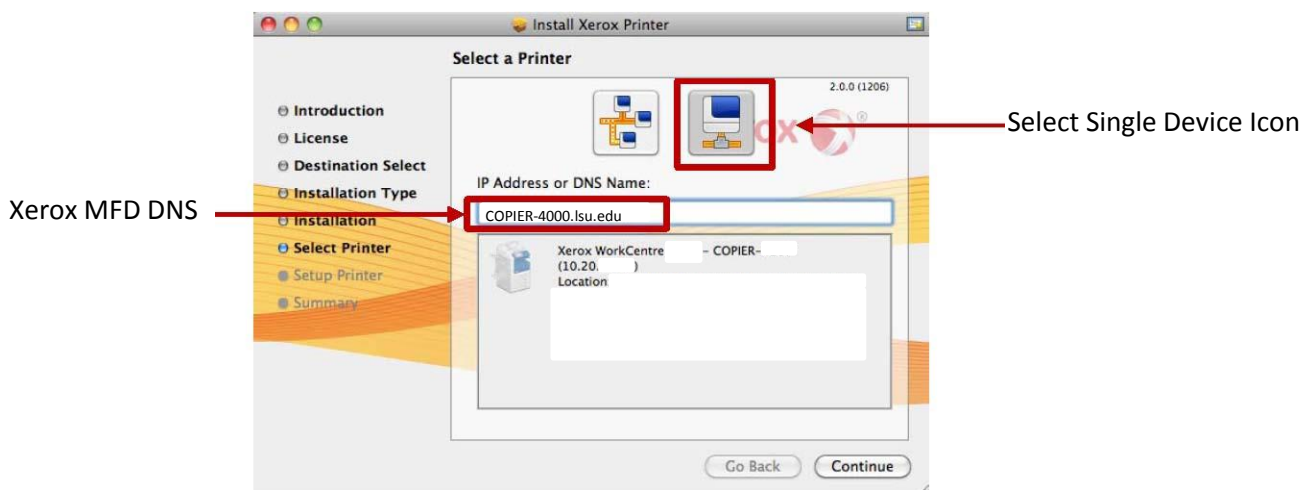 Install Xerox Printer
Select a Printer
2.0.0 (1206)
Introduction
License
Destination Select
Installation Type
Installation
Select Printer
Setup Printer
Summary
ox®
Select Single Device Icon
IP Address or DNS Name:
Xerox MFD DNS
COPIER-4000.lsu.edu
Xerox WorkCentre – COPIER-
(10.20. )
Location
Go Back
Continue